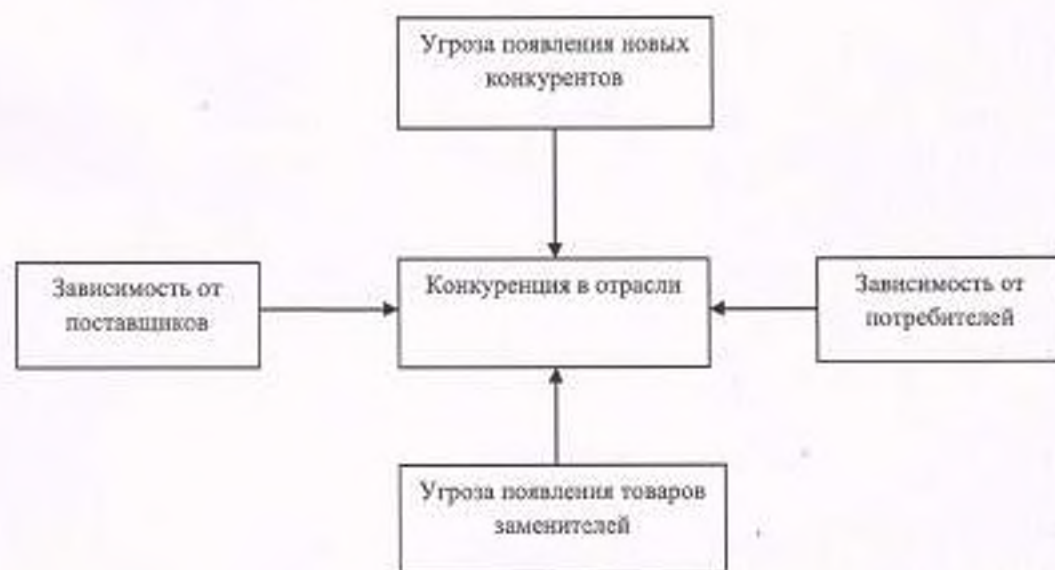 Угроза появления новых
конкурентов
Зависимость от
поставщиков
Конкуренция в отрасли
Зависимость от
потребителей
Угроза появления товаров
заменителей